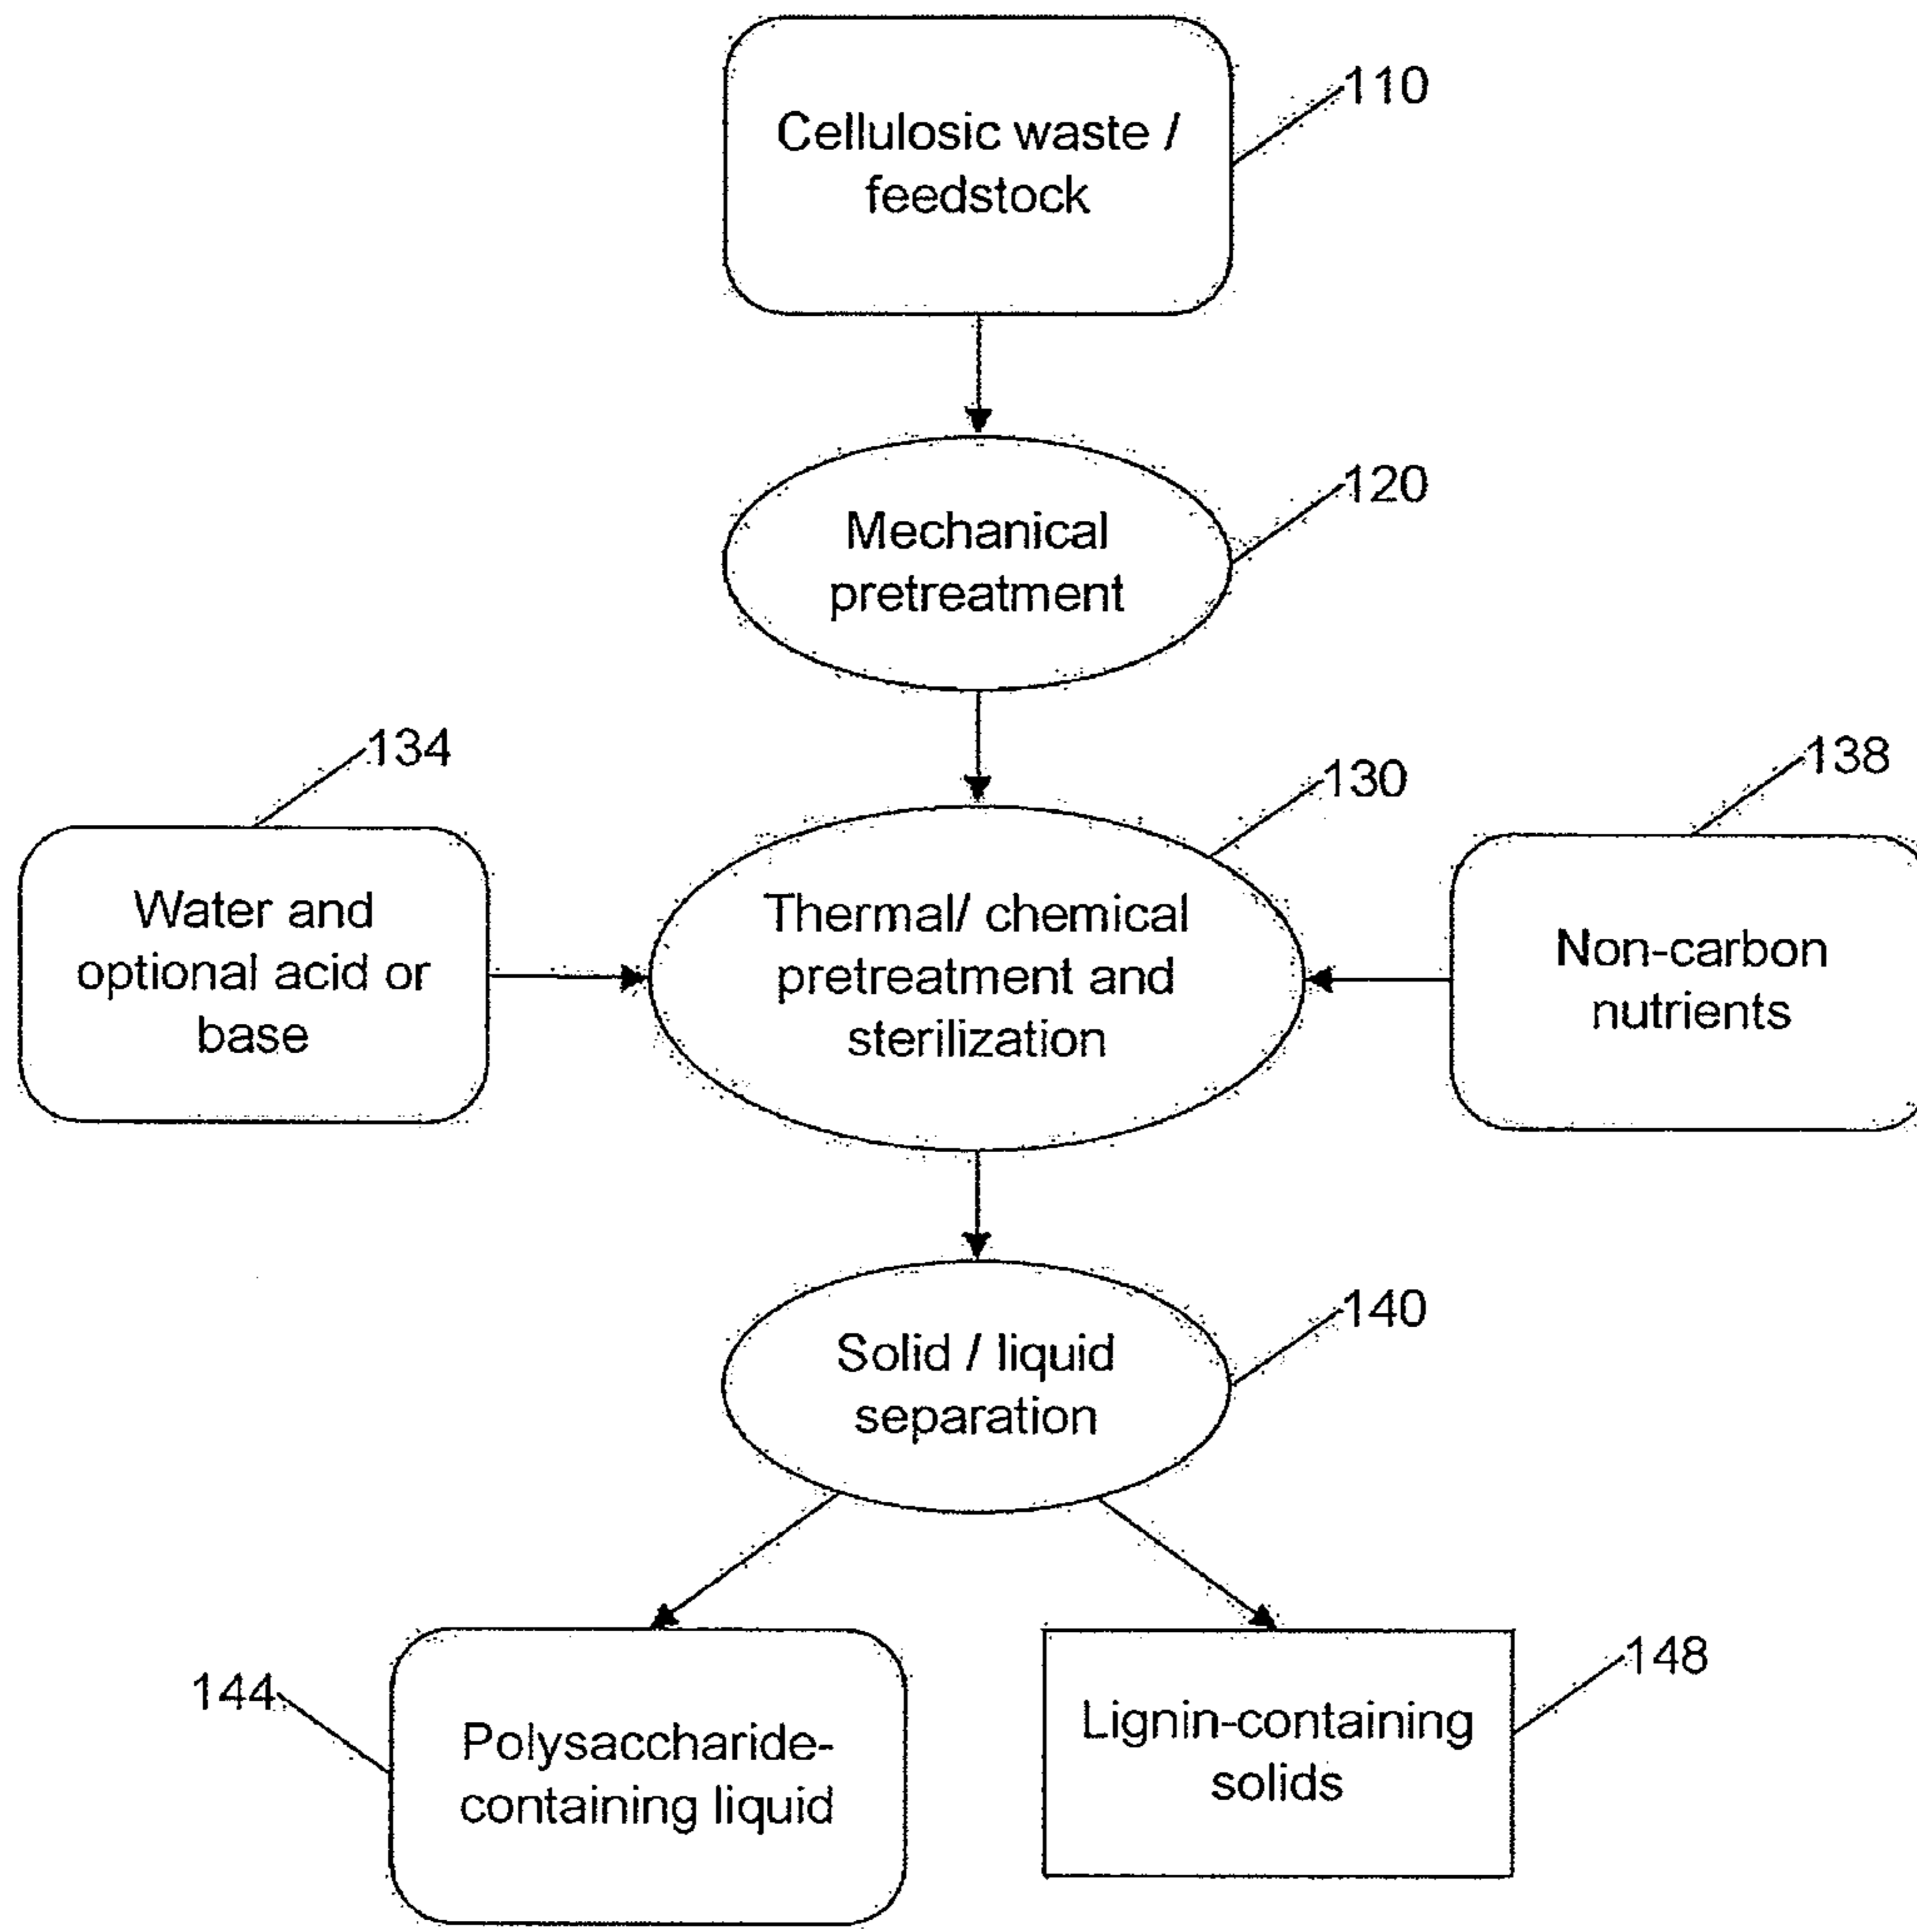 110
Cellulosic waste /
feedstock
120
Mechanical
pretreatment
134
130
138
Water and
optional acid or
base
Thermal/ chemical
pretreatment and
sterilization
Non-carbon
nutrients
140
Solid / liquid
separation
144
148
Polysaccharide-
containing liquid
Lignin-containing
solids